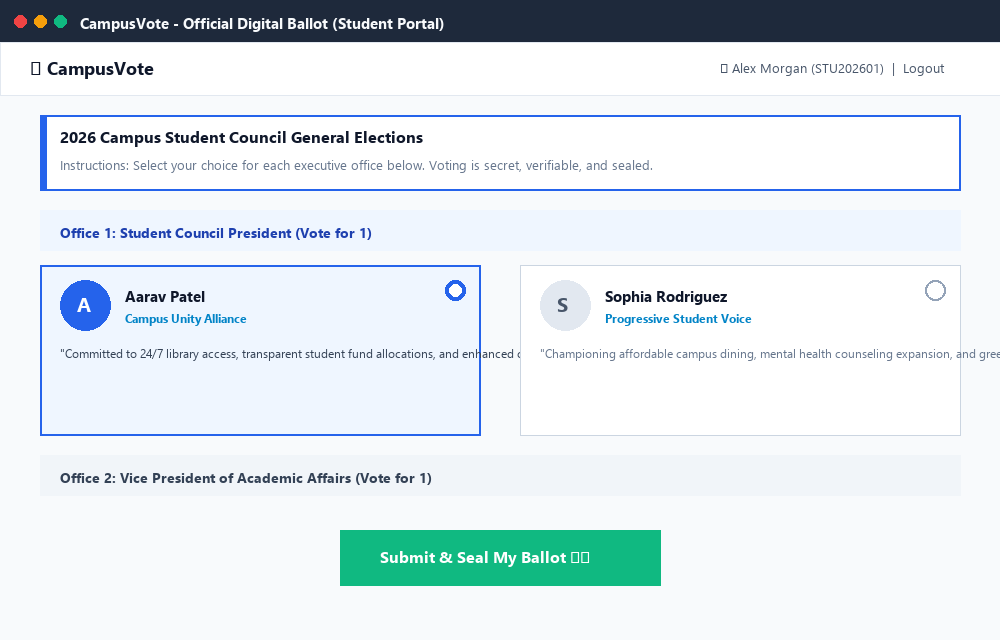 CampusVote - Official Digital Ballot (Student Portal)
CampusVote
Alex Morgan (STU202601) | Logout
2026 Campus Student Council General Elections
Instructions: Select your choice for each executive office below. Voting is secret, verifiable, and sealed.
Office 1: Student Council President (Vote for 1)
A
Aarav Patel
Campus Unity Alliance
"Committed to 24/7 library access, transparent student fund allocations, and enhanced
S
Sophia Rodriguez
Progressive Student Voice
"Championing affordable campus dining, mental health counseling expansion, and
Office 2: Vice President of Academic Affairs (Vote for 1)
Submit & Seal My Ballot